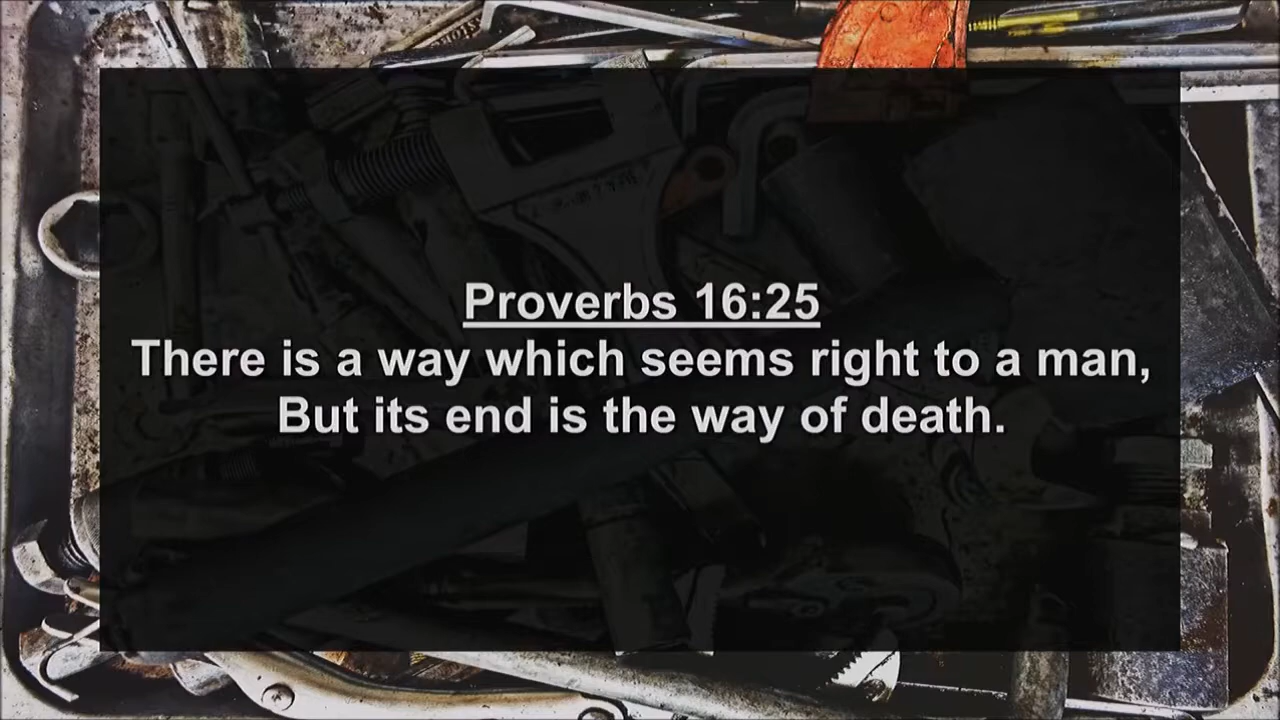 Proverbs 16:25
There is a way which seems right to a man,
But its end is the way of death.